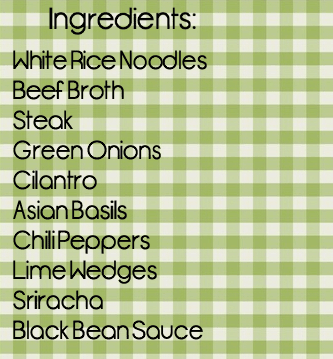 Ingredients:
White Rice Noodles
Beef Broth
Steak
Green Onions
Cilantro
Asian Basils
Chili Peppers
Lime Wedges
Sriracha
Black Bean Sauce